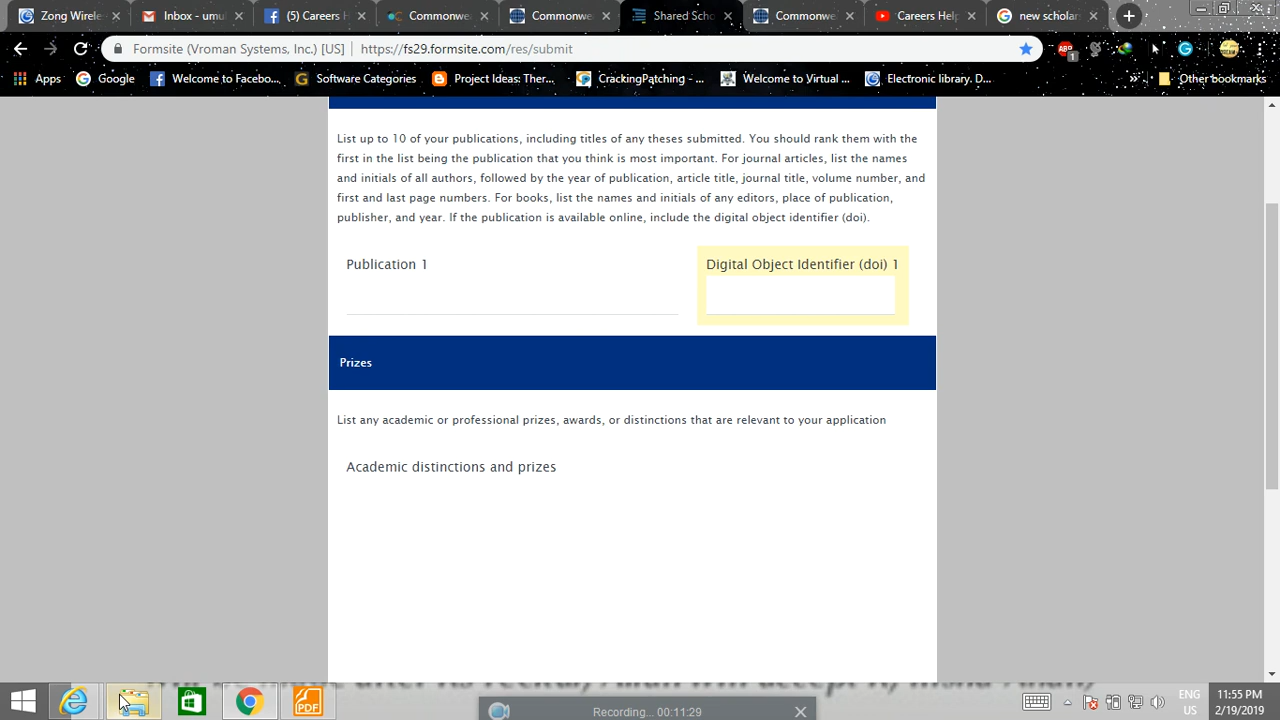 Zong Wireless
Inbox - umul
(5) Careers H
Commonwe
Commonwe
Shared Scho
Commonwe
Careers Help
new scholar
Formsite (Vroman Systems, Inc.) [US] | https://fs29.formsite.com/res/submit
Apps Google Welcome to Facebo... Software Categories Project Ideas: Ther... CrackingPatching - ... Welcome to Virtual ... Electronic library. D... » Other bookmarks
List up to 10 of your publications, including titles of any theses submitted. You should rank them with the
first in the list being the publication that you think is most important. For journal articles, list the names
and initials of all authors, followed by the year of publication, article title, journal title, volume number, and
first and last page numbers. For books, list the names and initials of any editors, place of publication,
publisher, and year. If the publication is available online, include the digital object identifier (doi).
Publication 1
Digital Object Identifier (doi) 1
Prizes
List any academic or professional prizes, awards, or distinctions that are relevant to your application
Academic distinctions and prizes
PDF
Recording... 00:11:29
ENG
US
11:55 PM
2/19/2019